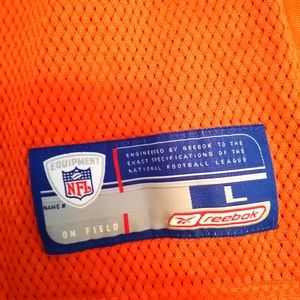 EQUIPMENT
NFL
ENGINEERED BY REEBOK TO THE
EXACT SPECIFICATIONS OF THE
NATIONAL FOOTBALL LEAGUE
NAME #
L
ON FIELD
Reebok